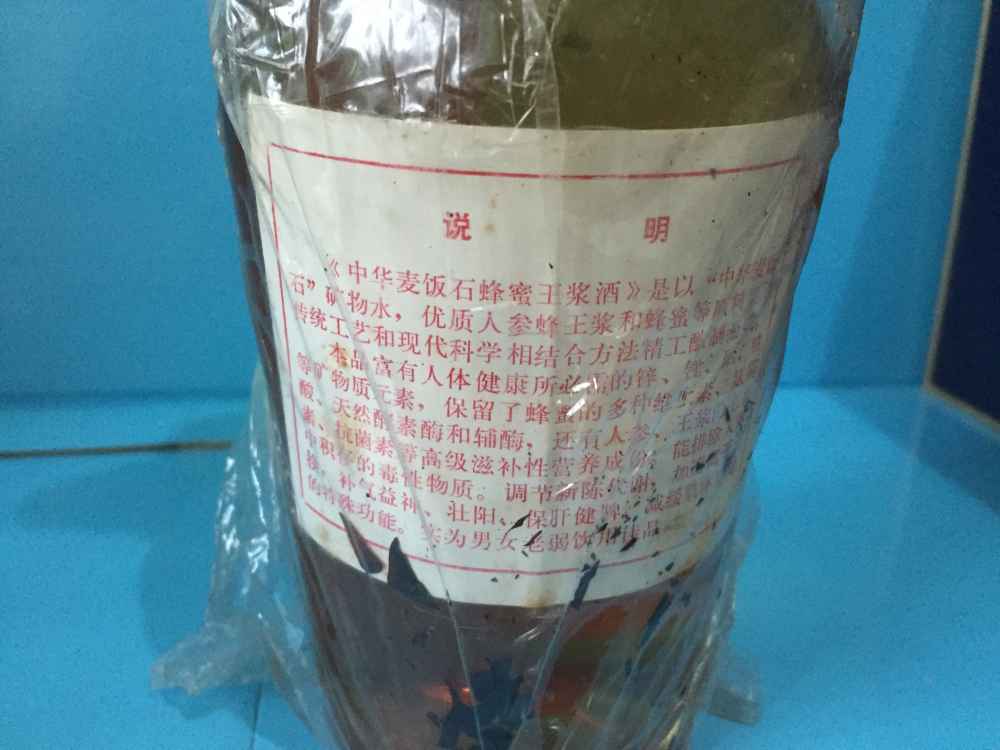 说 明
《中华麦饭石蜂蜜王浆酒》是以“中华麦饭
石”矿物水，优质人参蜂王浆和蜂蜜等原料
传统工艺和现代科学相结合方法精工酿制
本品富有人体健康所必需的锌、
等矿物质元素，保留了蜂蜜的多种维生素、
酸、天然酵素酶和辅酶，还有人参、王浆
素、抗菌素等高级滋补性营养成份 能排除
中积存的毒性物质。调节新陈代谢，加
补气益神、壮阳、保肝健胃、减缓
的特殊功能。实为男女老弱饮用佳品